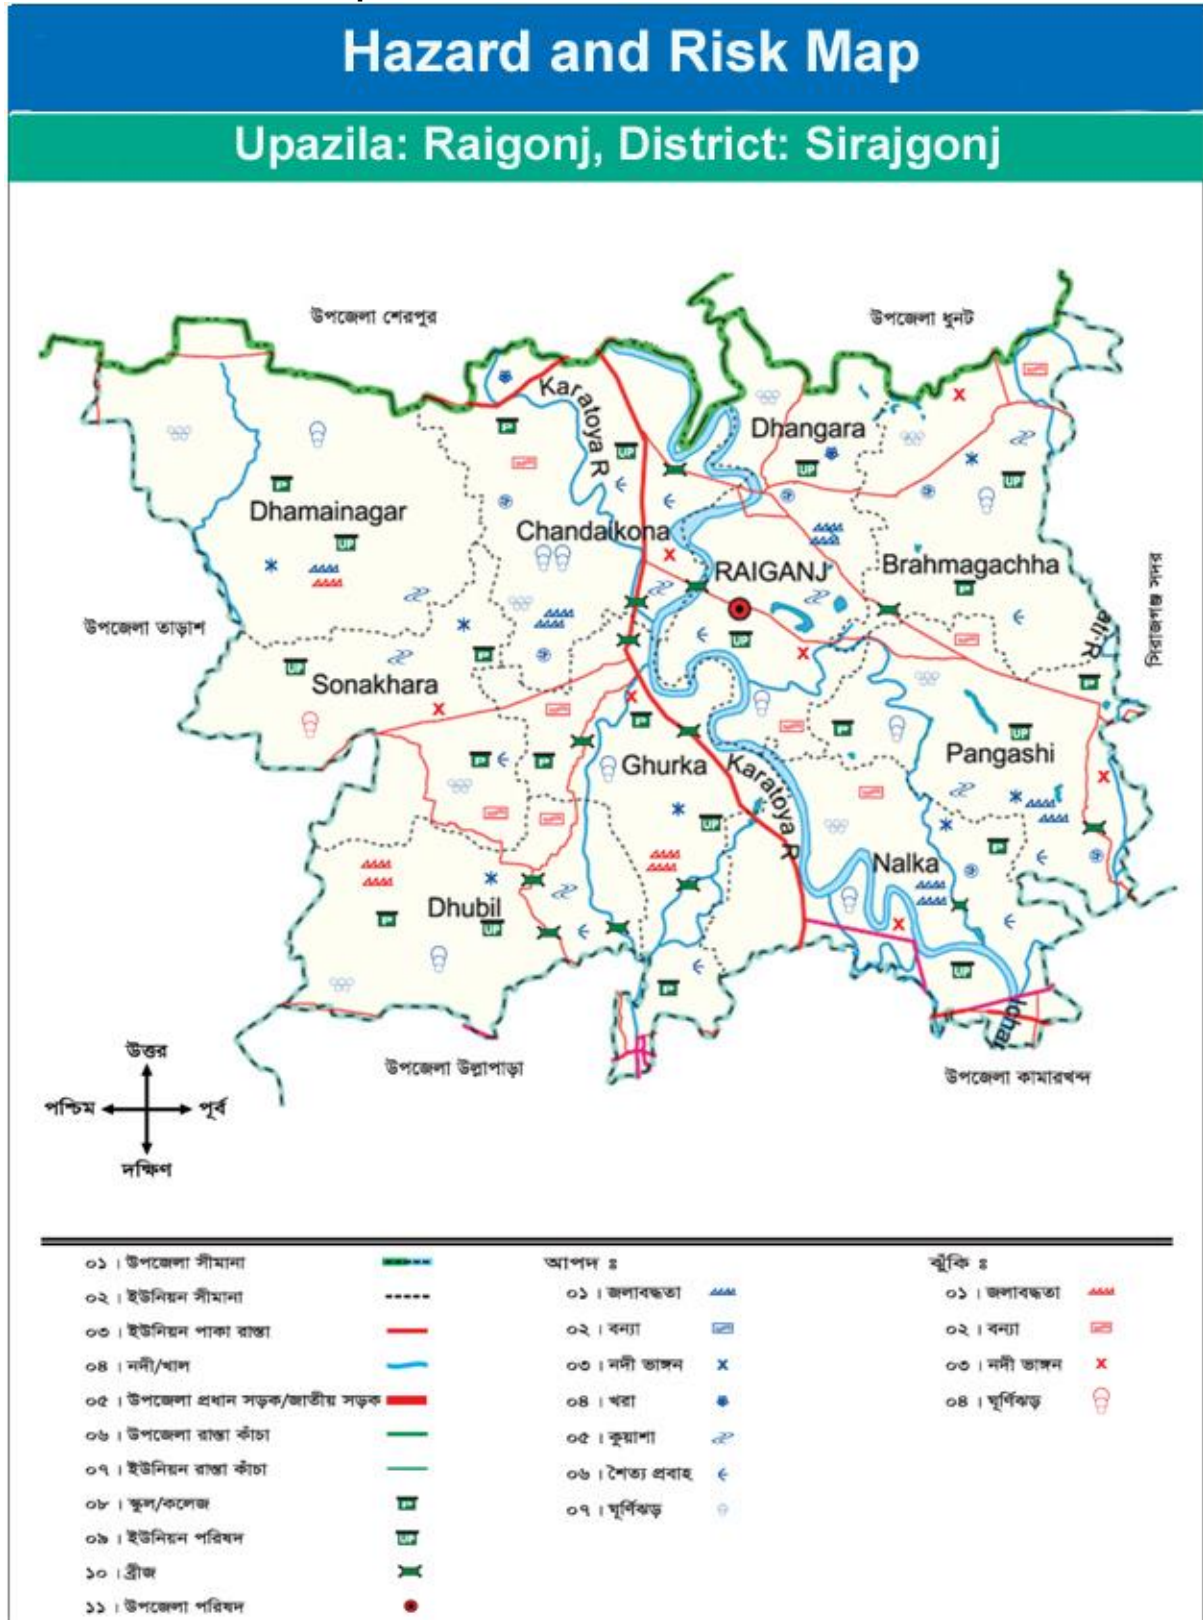 Hazard and Risk Map
Upazila: Raigonj, District: Sirajgonj
উপজেলা শেরপুর
উপজেলা ধুনট
Karatoya R
Dhangara
Dhamainagar
Chandaikona
RAIGANJ
Brahmagachha
উপজেলা তাড়াশ
সিরাজগঞ্জ সদর
ati R
Sonakhara
Ghurka
Karatoya R
Pangashi
Nalka
Dhubil
Ichai
উপজেলা উল্লাপাড়া
উপজেলা কামারখন্দ
উত্তর
পশ্চিম
পূর্ব
দক্ষিণ
০১। উপজেলা সীমানা
০২। ইউনিয়ন সীমানা
০৩। ইউনিয়ন পাকা রাস্তা
০৪। নদী/খাল
০৫। উপজেলা প্রধান সড়ক/জাতীয় সড়ক
০৬। উপজেলা রাস্তা কাঁচা
০৭। ইউনিয়ন রাস্তা কাঁচা
০৮। স্কুল/কলেজ
০৯। ইউনিয়ন পরিষদ
UP
১০। ব্রীজ
১১। উপজেলা পরিষদ
আপদ ঃ
০১। জলাবদ্ধতা
০২। বন্যা
০৩। নদী ভাঙ্গন
০৪। খরা
০৫। কুয়াশা
০৬। শৈত্য প্রবাহ
০৭। ঘূর্ণিঝড়
ঝুঁকি ঃ
০১। জলাবদ্ধতা
০২। বন্যা
০৩। নদী ভাঙ্গন
০৪। ঘূর্ণিঝড়